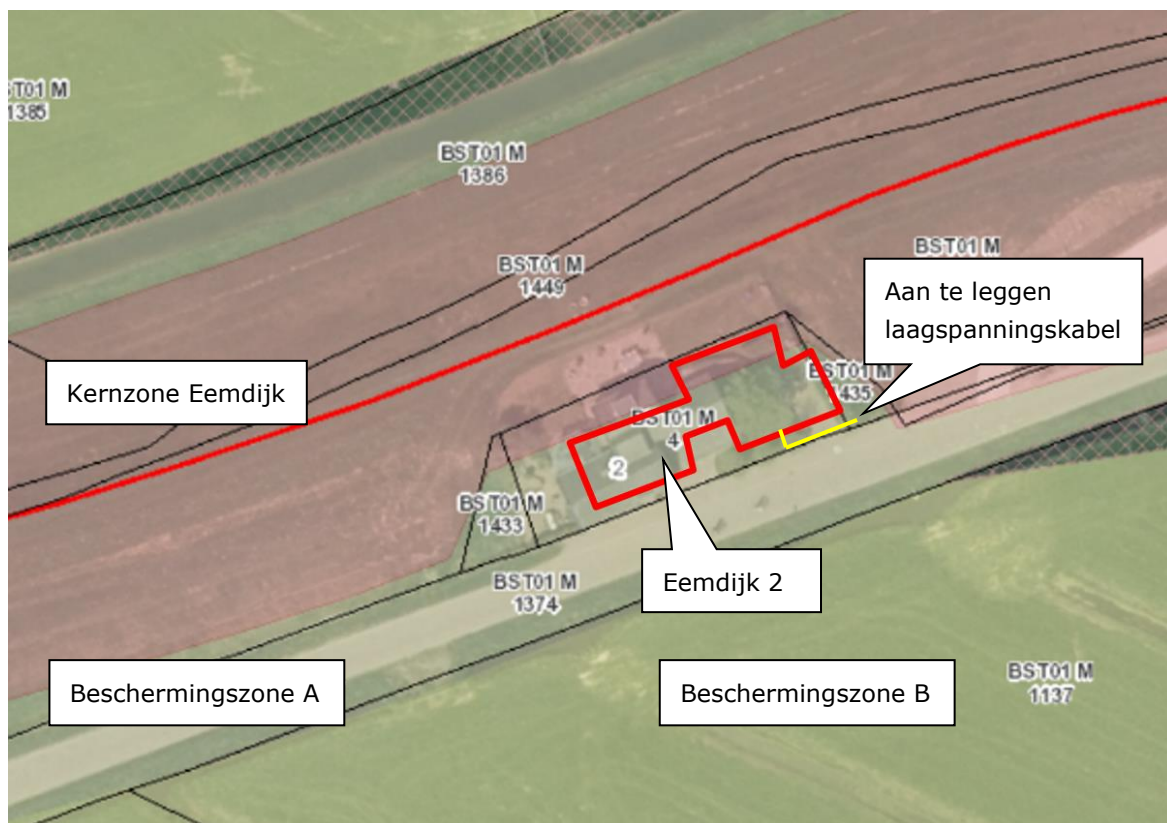 BST01 M
1385
BST01 M
1386
BST01 M
BST01 M
1449
Aan te leggen
laagspanningskabel
Kernzone Eemdijk
BST01 M
1435
BST01 M
4
2
BST01 M
1433
Eemdijk 2
BST01 M
1374
Beschermingszone A
Beschermingszone B
BST01 M
1137